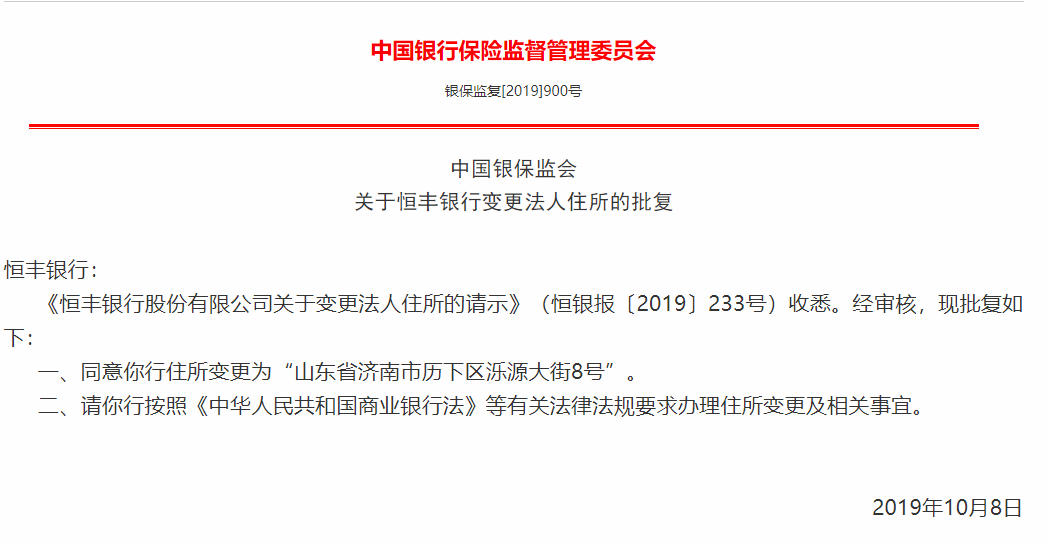 中国银行保险监督管理委员会
银保监复[2019]900号
中国银保监会
关于恒丰银行变更法人住所的批复
恒丰银行：
《恒丰银行股份有限公司关于变更法人住所的请示》（恒银报〔2019〕233号）收悉。经审核，现批复如
下：
一、同意你行住所变更为“山东省济南市历下区泺源大街8号”。
二、请你行按照《中华人民共和国商业银行法》等有关法律法规要求办理住所变更及相关事宜。
2019年10月8日